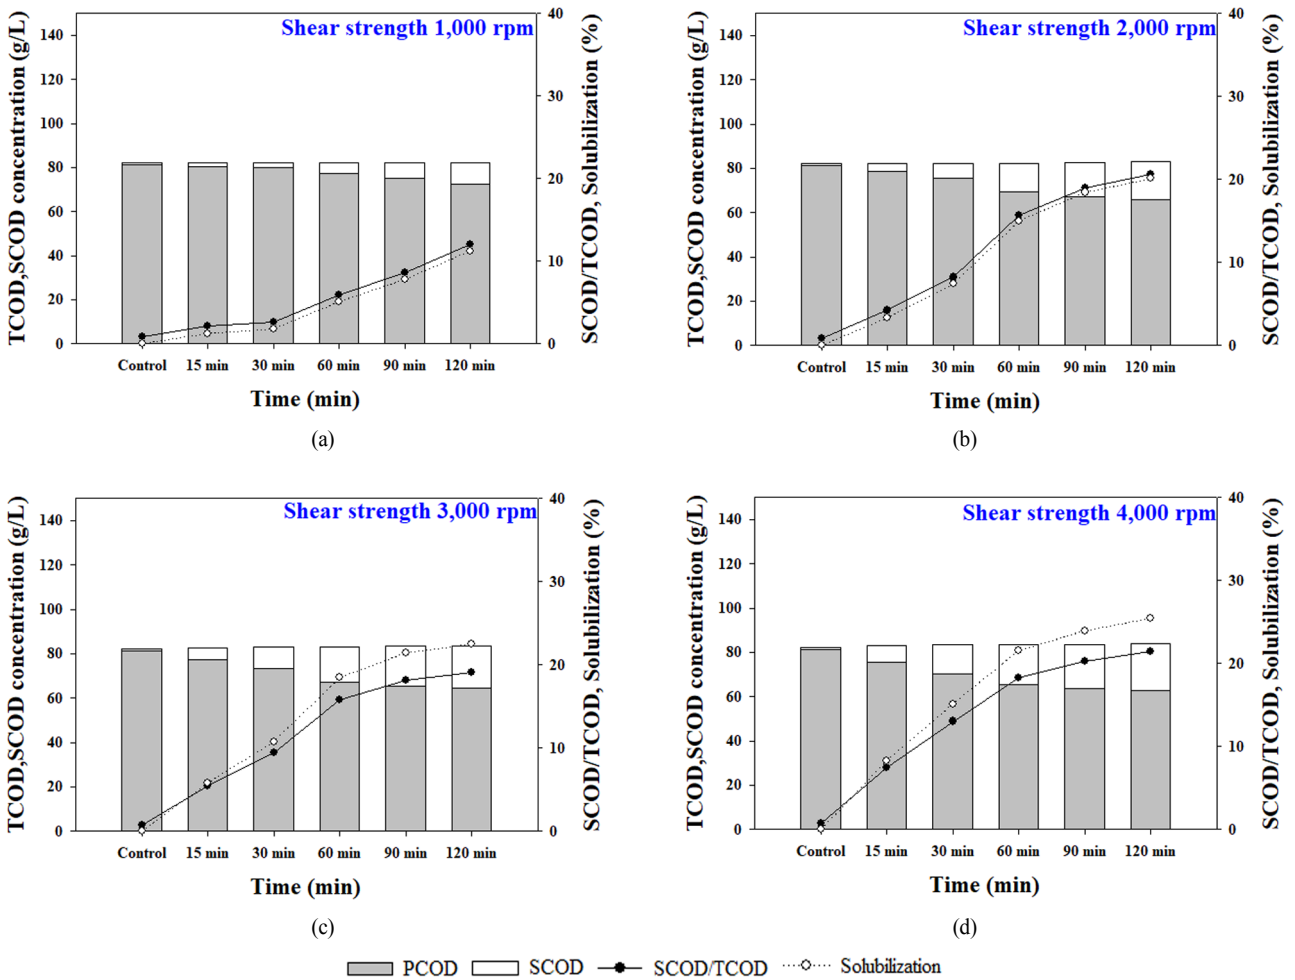 Shear strength 1,000 rpm
TCOD,SCOD concentration (g/L)
140
120
100
80
60
40
20
0
40
30
20
10
0
SCOD/TCOD, Solubilization (%)
Control 15 min 30 min 60 min 90 min 120 min
Time (min)
(a)
Shear strength 2,000 rpm
TCOD,SCOD concentration (g/L)
140
120
100
80
60
40
20
0
40
30
20
10
0
SCOD/TCOD, Solubilization (%)
Control 15 min 30 min 60 min 90 min 120 min
Time (min)
(b)
Shear strength 3,000 rpm
TCOD,SCOD concentration (g/L)
140
120
100
80
60
40
20
0
40
30
20
10
0
SCOD/TCOD, Solubilization (%)
Control 15 min 30 min 60 min 90 min 120 min
Time (min)
(c)
Shear strength 4,000 rpm
TCOD,SCOD concentration (g/L)
140
120
100
80
60
40
20
0
40
30
20
10
0
SCOD/TCOD, Solubilization (%)
Control 15 min 30 min 60 min 90 min 120 min
Time (min)
(d)
PCOD SCOD SCOD/TCOD Solubilization